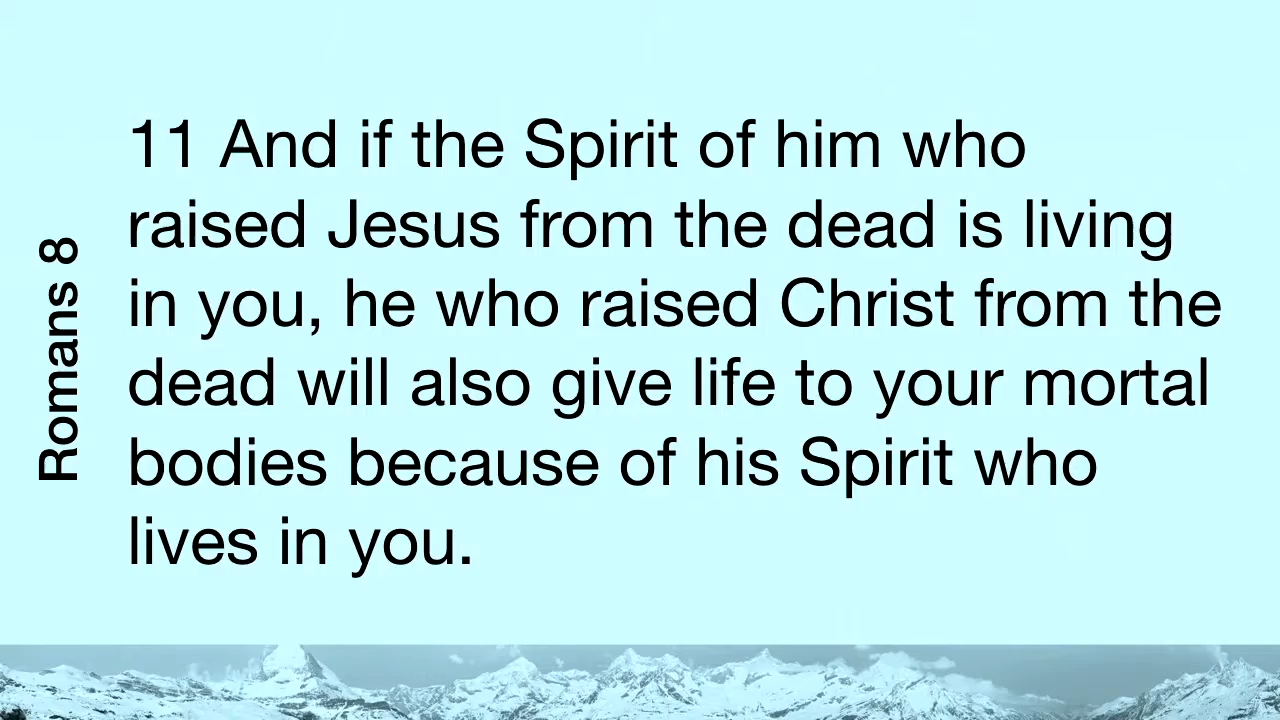 Romans 8
11 And if the Spirit of him who
raised Jesus from the dead is living
in you, he who raised Christ from the
dead will also give life to your mortal
bodies because of his Spirit who
lives in you.